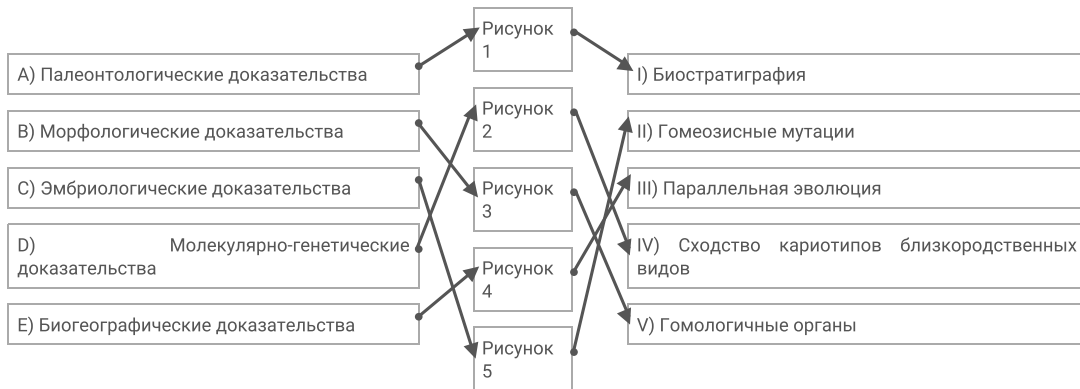 A) Палеонтологические доказательства
B) Морфологические доказательства
C) Эмбриологические доказательства
D) Молекулярно-генетические
доказательства
E) Биогеографические доказательства
Рисунок
1
Рисунок
2
Рисунок
3
Рисунок
4
Рисунок
5
I) Биостратиграфия
II) Гомеозисные мутации
III) Параллельная эволюция
IV) Сходство кариотипов близкородственных
видов
V) Гомологичные органы